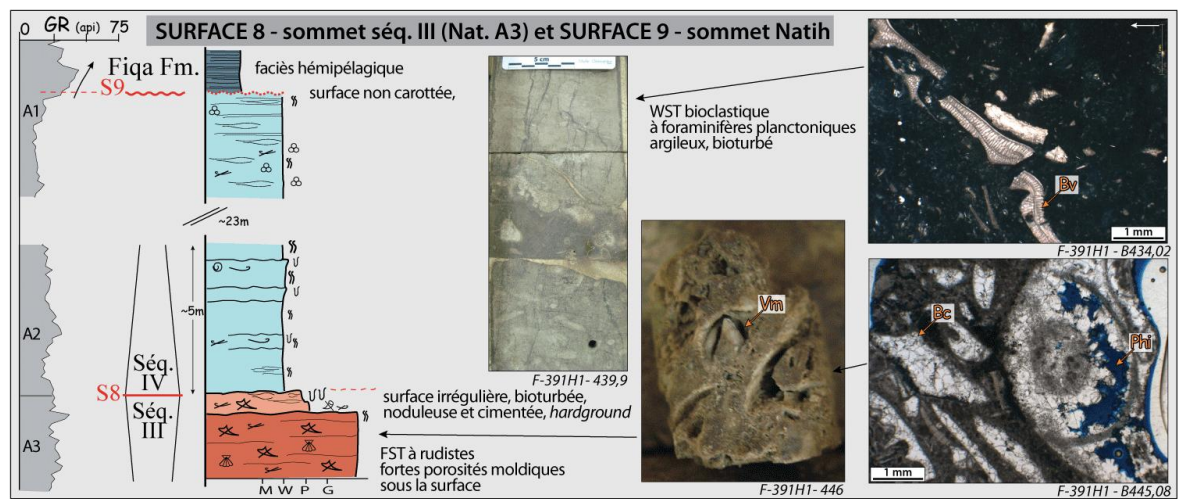 SURFACE 8 - sommet séq. III (Nat. A3) et SURFACE 9 - sommet Natih
0 GR (api) 75
Fiqa Fm.
faciès hémipélagique
S9
surface non carottée,
A1
5 cm
WST bioclastique
à foraminifères planctoniques
argileux, bioturbé
Bv
1 mm
F-391H1 - B434,02
~23m
~5m
A2
Séq.
IV
S8
Séq.
III
A3
F-391H1- 439,9
surface irrégulière, bioturbée,
noduleuse et cimentée, hardground
FST à rudistes
fortes porosités moldiques
sous la surface
M W P G
Vm
F-391H1- 446
Bc
Phi
1 mm
F-391H1 - B445,08